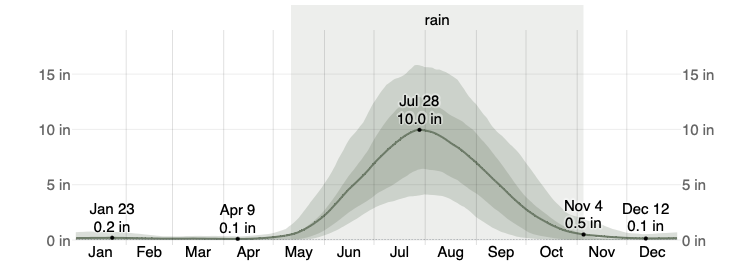 rain
15 in 15 in
Jul 28
10 in 10.0 in 10 in
5 in 5 in
Jan 23 Apr 9 Nov 4 Dec 12
0.2 in 0.1 in 0.5 in 0.1 in
0 in 0 in
Jan Feb Mar Apr May Jun Jul Aug Sep Oct Nov Dec